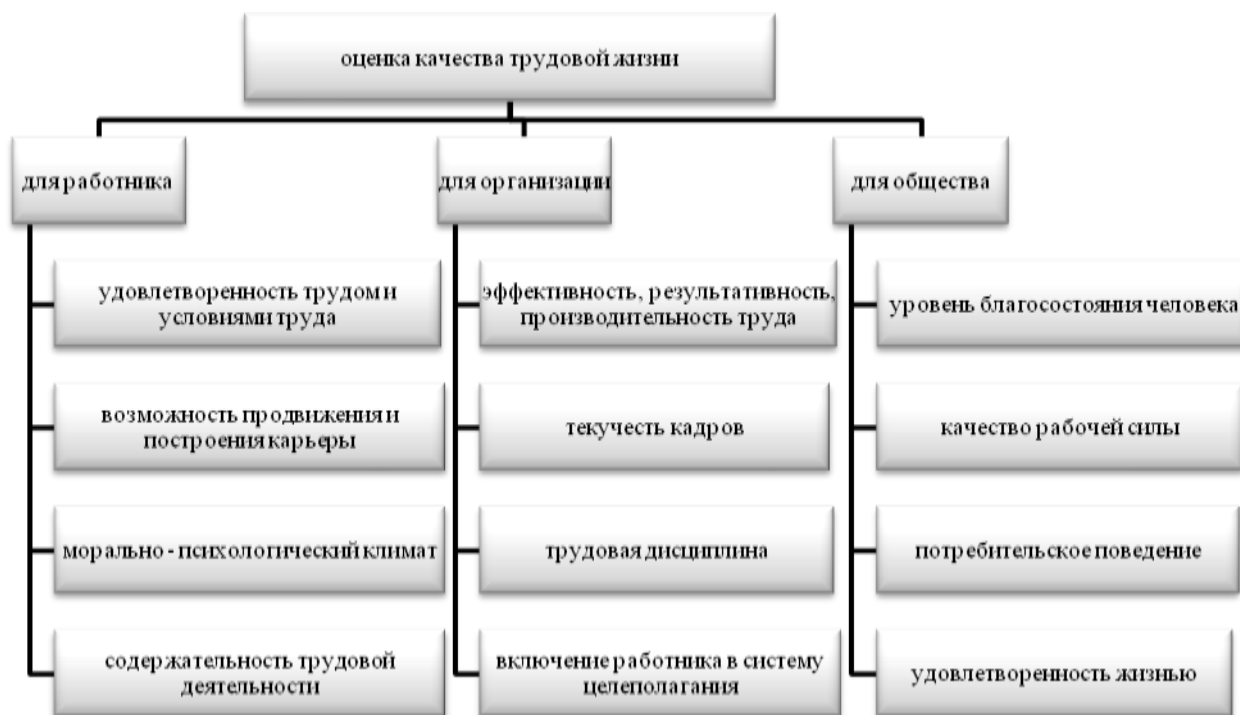 оценка качества трудовой жизни
для работника
удовлетворенность трудом и
условиями труда
возможность продвижения и
построения карьеры
морально - психологический климат
содержательность трудовой
деятельности
для организации
эффективность, результативность,
производительность труда
текучесть кадров
трудовая дисциплина
включение работника в систему
целеполагания
для общества
уровень благосостояния человека
качество рабочей силы
потребительское поведение
удовлетворенность жизнью